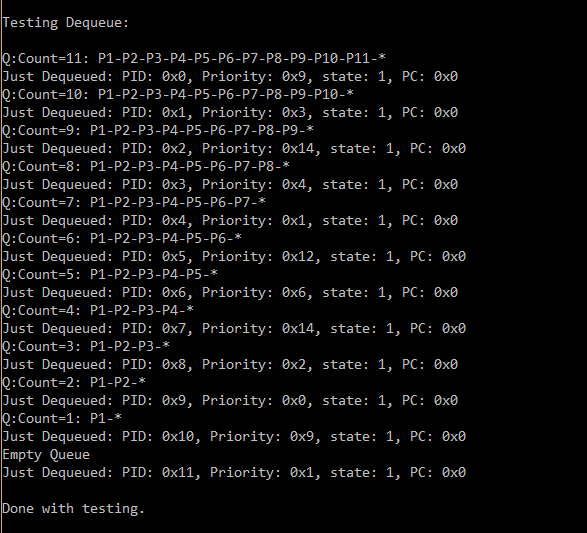 Testing Dequeue:
Q:Count=11: P1-P2-P3-P4-P5-P6-P7-P8-P9-P10-P11-*
Just Dequeued: PID: 0x0, Priority: 0x9, state: 1, PC: 0x0
Q:Count=10: P1-P2-P3-P4-P5-P6-P7-P8-P9-P10-*
Just Dequeued: PID: 0x1, Priority: 0x3, state: 1, PC: 0x0
Q:Count=9: P1-P2-P3-P4-P5-P6-P7-P8-P9-*
Just Dequeued: PID: 0x2, Priority: 0x14, state: 1, PC: 0x0
Q:Count=8: P1-P2-P3-P4-P5-P6-P7-P8-*
Just Dequeued: PID: 0x3, Priority: 0x4, state: 1, PC: 0x0
Q:Count=7: P1-P2-P3-P4-P5-P6-P7-*
Just Dequeued: PID: 0x4, Priority: 0x1, state: 1, PC: 0x0
Q:Count=6: P1-P2-P3-P4-P5-P6-*
Just Dequeued: PID: 0x5, Priority: 0x12, state: 1, PC: 0x0
Q:Count=5: P1-P2-P3-P4-P5-*
Just Dequeued: PID: 0x6, Priority: 0x6, state: 1, PC: 0x0
Q:Count=4: P1-P2-P3-P4-*
Just Dequeued: PID: 0x7, Priority: 0x14, state: 1, PC: 0x0
Q:Count=3: P1-P2-P3-*
Just Dequeued: PID: 0x8, Priority: 0x2, state: 1, PC: 0x0
Q:Count=2: P1-P2-*
Just Dequeued: PID: 0x9, Priority: 0x0, state: 1, PC: 0x0
Q:Count=1: P1-*
Just Dequeued: PID: 0x10, Priority: 0x9, state: 1, PC: 0x0
Empty Queue
Just Dequeued: PID: 0x11, Priority: 0x1, state: 1, PC: 0x0
Done with testing.